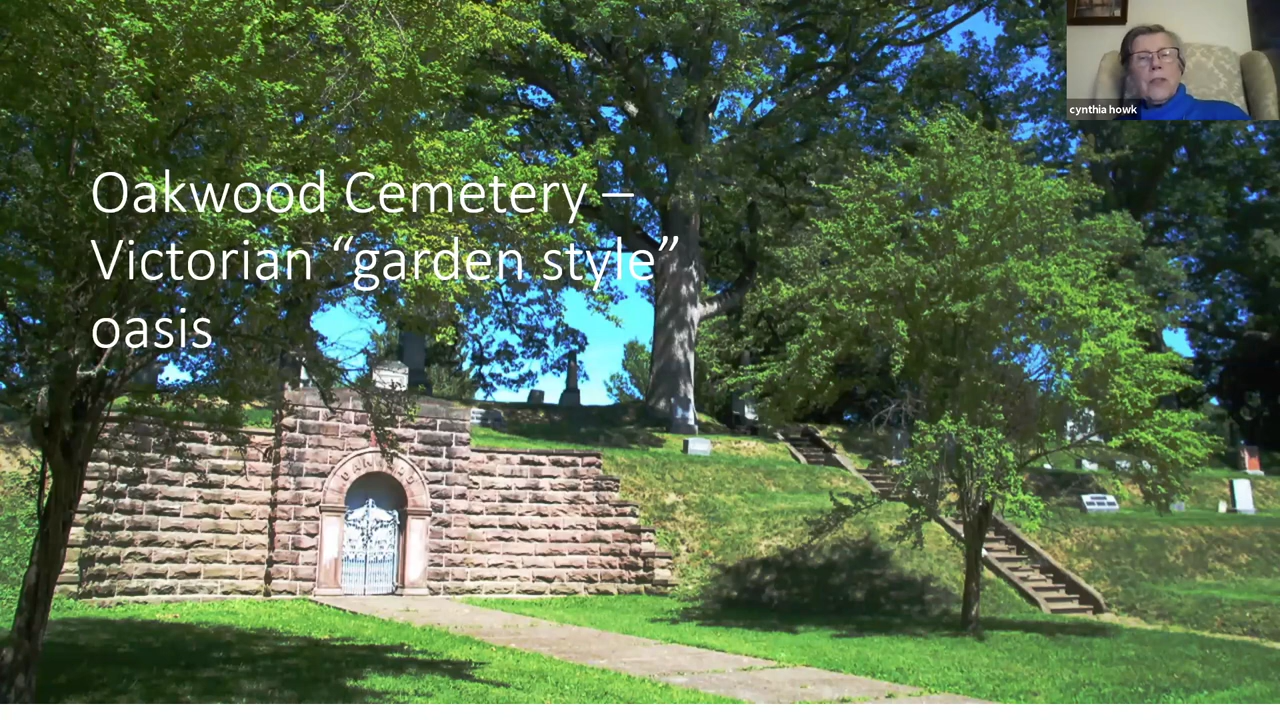 cynthia howk
Oakwood Cemetery –
Victorian “garden style”
oasis